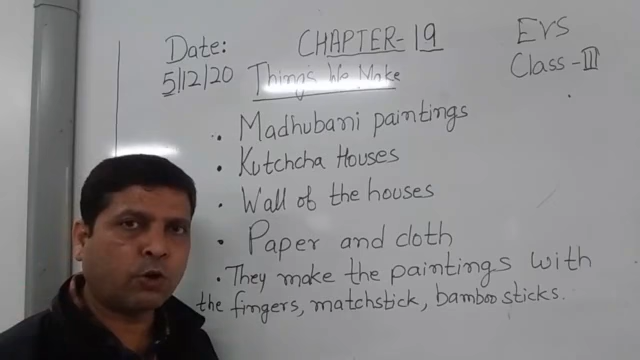 Date: CHAPTER-19 EVS
5/12/20 Things We Make Class-III
• Madhubani paintings
• Kutchcha Houses
• Wall of the houses
• Paper and cloth
• They make the paintings with
the fingers, matchstick, bamboo sticks.